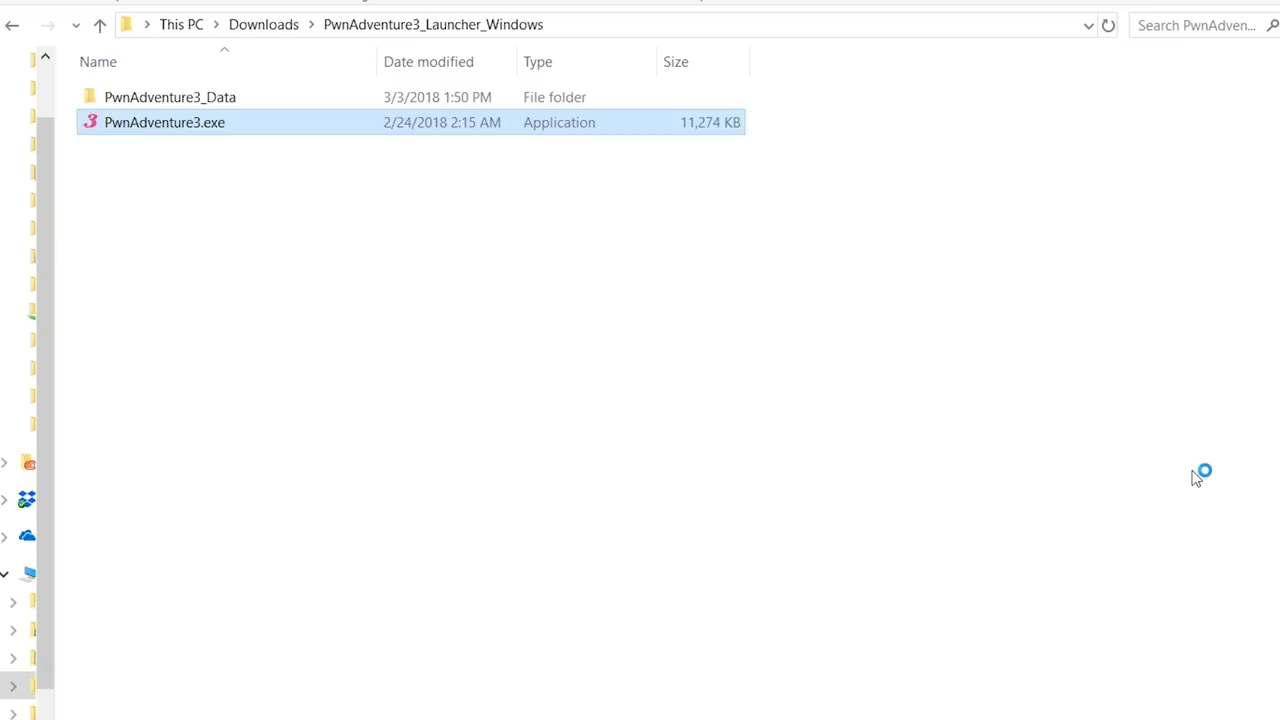 This PC > Downloads > PwnAdventure3_Launcher_Windows
Search PwnAdven...
Name Date modified Type Size
PwnAdventure3_Data 3/3/2018 1:50 PM File folder
3 PwnAdventure3.exe 2/24/2018 2:15 AM Application 11,274 KB